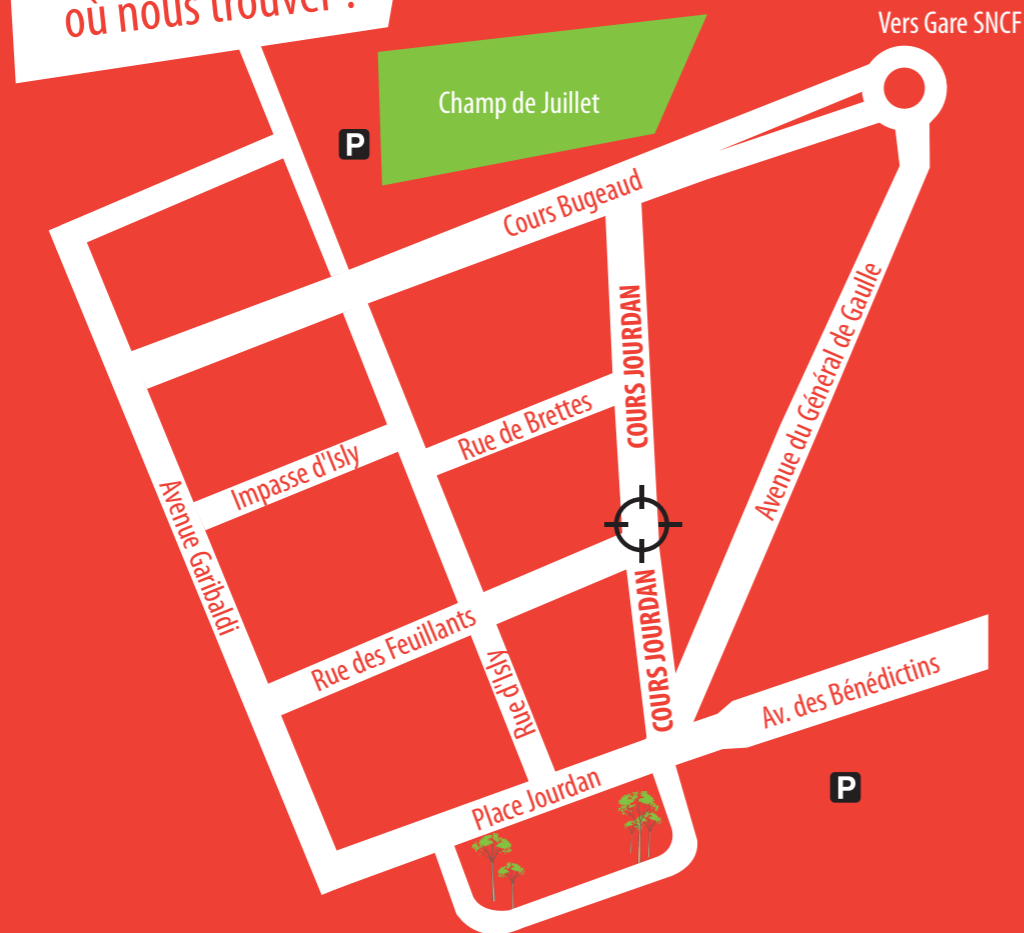 où nous trouver ?
Vers Gare SNCF
Champ de Juillet
P
Cours Bugeaud
COURS JOURDAN
Avenue du Général de Gaulle
Rue de Brettes
Impasse d'Isly
Avenue Garibaldi
COURS JOURDAN
Rue des Feuillants
Rue d'Isly
Av. des Bénédictins
Place Jourdan
P